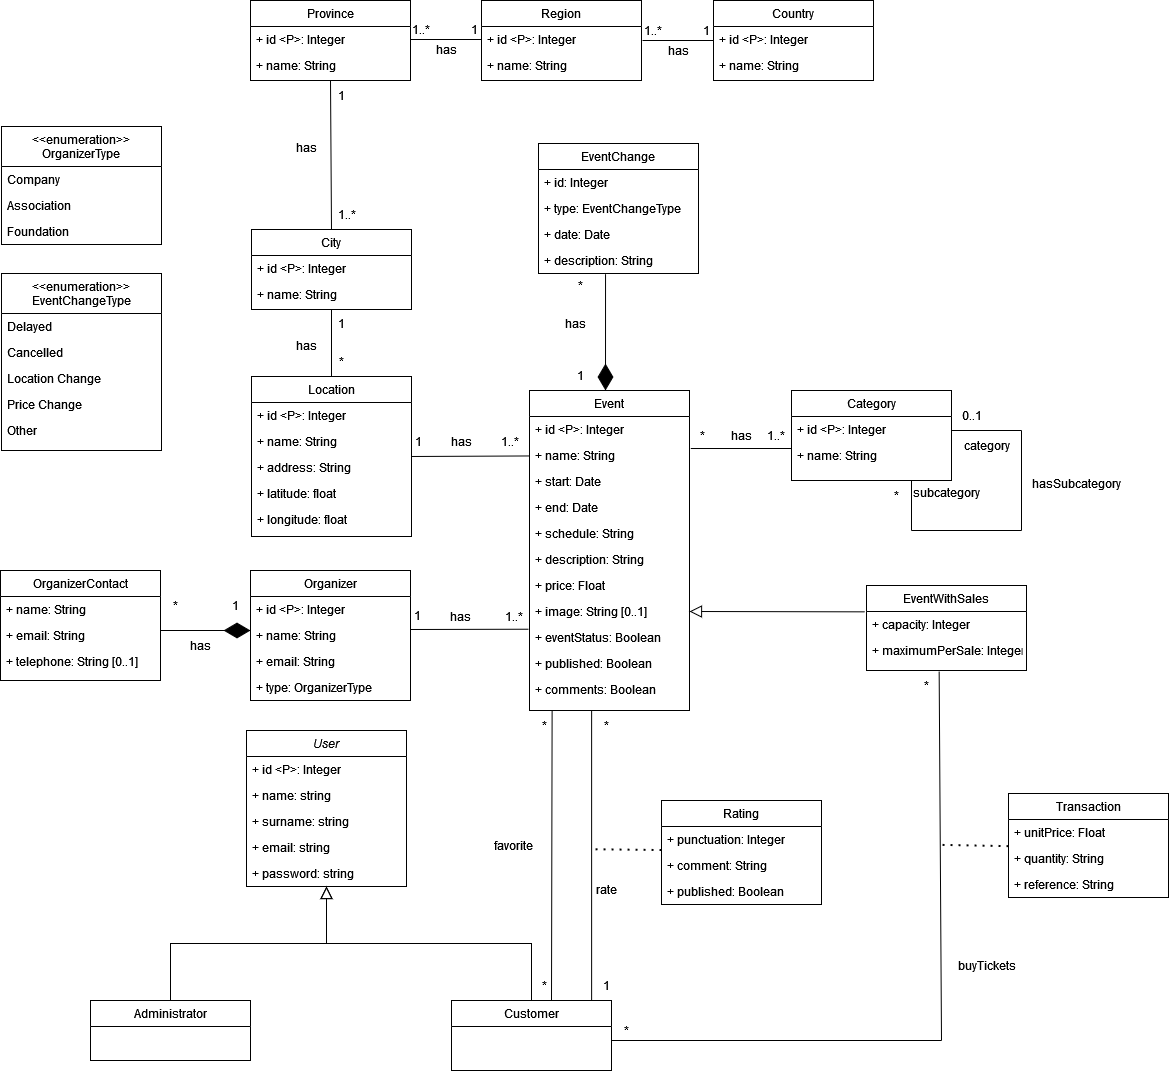 Province
+ id <P>: Integer
+ name: String
1..*
1
has
Region
+ id <P>: Integer
+ name: String
1..*
1
has
Country
+ id <P>: Integer
+ name: String
1
has
1..*
<<enumeration>>
OrganizerType
Company
Association
Foundation
EventChange
+ id: Integer
+ type: EventChangeType
+ date: Date
+ description: String
*
has
1
City
+ id <P>: Integer
+ name: String
1
has
*
<<enumeration>>
EventChangeType
Delayed
Cancelled
Location Change
Price Change
Other
Location
+ id <P>: Integer
+ name: String
+ address: String
+ latitude: float
+ longitude: float
1
has
1..*
Event
+ id <P>: Integer
+ name: String
+ start: Date
+ end: Date
+ schedule: String
+ description: String
+ price: Float
+ image: String [0..1]
+ eventStatus: Boolean
+ published: Boolean
+ comments: Boolean
*
has
1..*
Category
+ id <P>: Integer
+ name: String
0..1
category
hasSubcategory
*
subcategory
OrganizerContact
+ name: String
+ email: String
+ telephone: String [0..1]
*
1
has
Organizer
+ id <P>: Integer
+ name: String
+ email: String
+ type: OrganizerType
1
has
1..*
EventWithSales
+ capacity: Integer
+ maximumPerSale: Integer
*
User
+ id <P>: Integer
+ name: string
+ surname: string
+ email: string
+ password: string
*
*
favorite
rate
Rating
+ punctuation: Integer
+ comment: String
+ published: Boolean
Transaction
+ unitPrice: Float
+ quantity: String
+ reference: String
buyTickets
*
1
Administrator
Customer
*